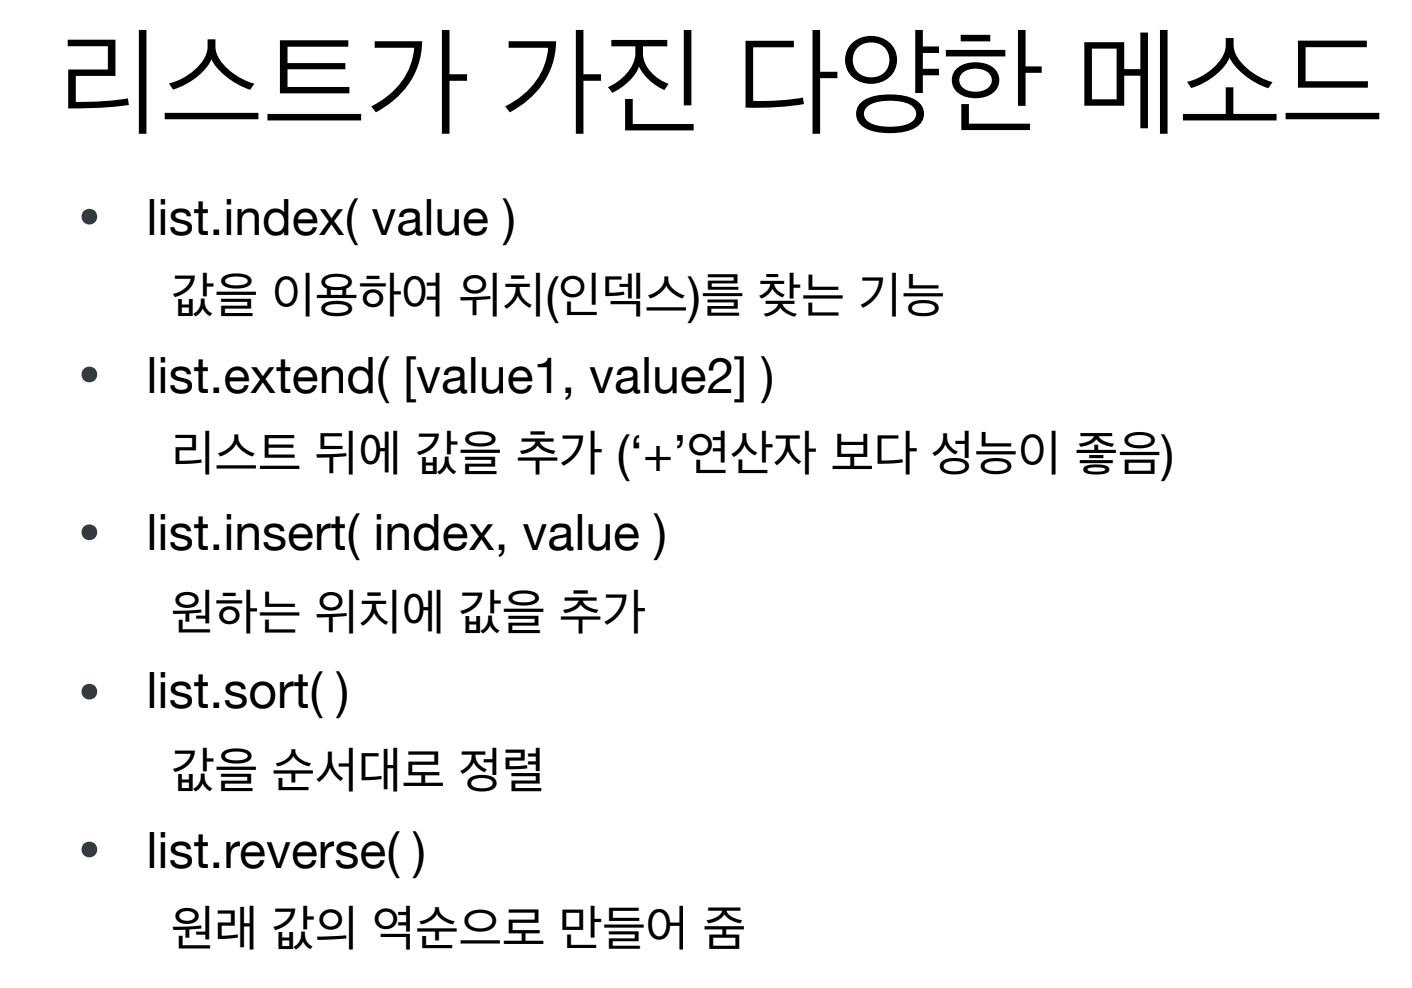 리스트가 가진 다양한 메소드
• list.index( value )
값을 이용하여 위치(인덱스)를 찾는 기능
• list.extend( [value1, value2] )
리스트 뒤에 값을 추가 (‘+’연산자 보다 성능이 좋음)
• list.insert( index, value )
원하는 위치에 값을 추가
• list.sort( )
값을 순서대로 정렬
• list.reverse( )
원래 값의 역순으로 만들어 줌